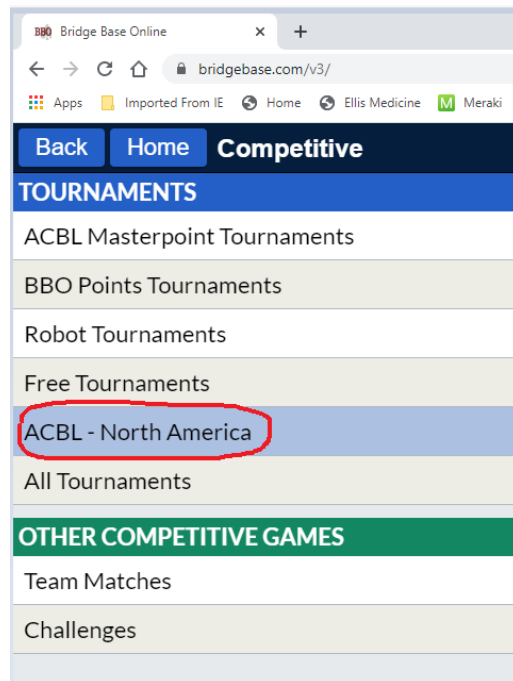 BBO Bridge Base Online
bridgebase.com/v3/
Apps Imported From IE Home Ellis Medicine M Meraki
Back Home Competitive
TOURNAMENTS
ACBL Masterpoint Tournaments
BBO Points Tournaments
Robot Tournaments
Free Tournaments
ACBL - North America
All Tournaments
OTHER COMPETITIVE GAMES
Team Matches
Challenges